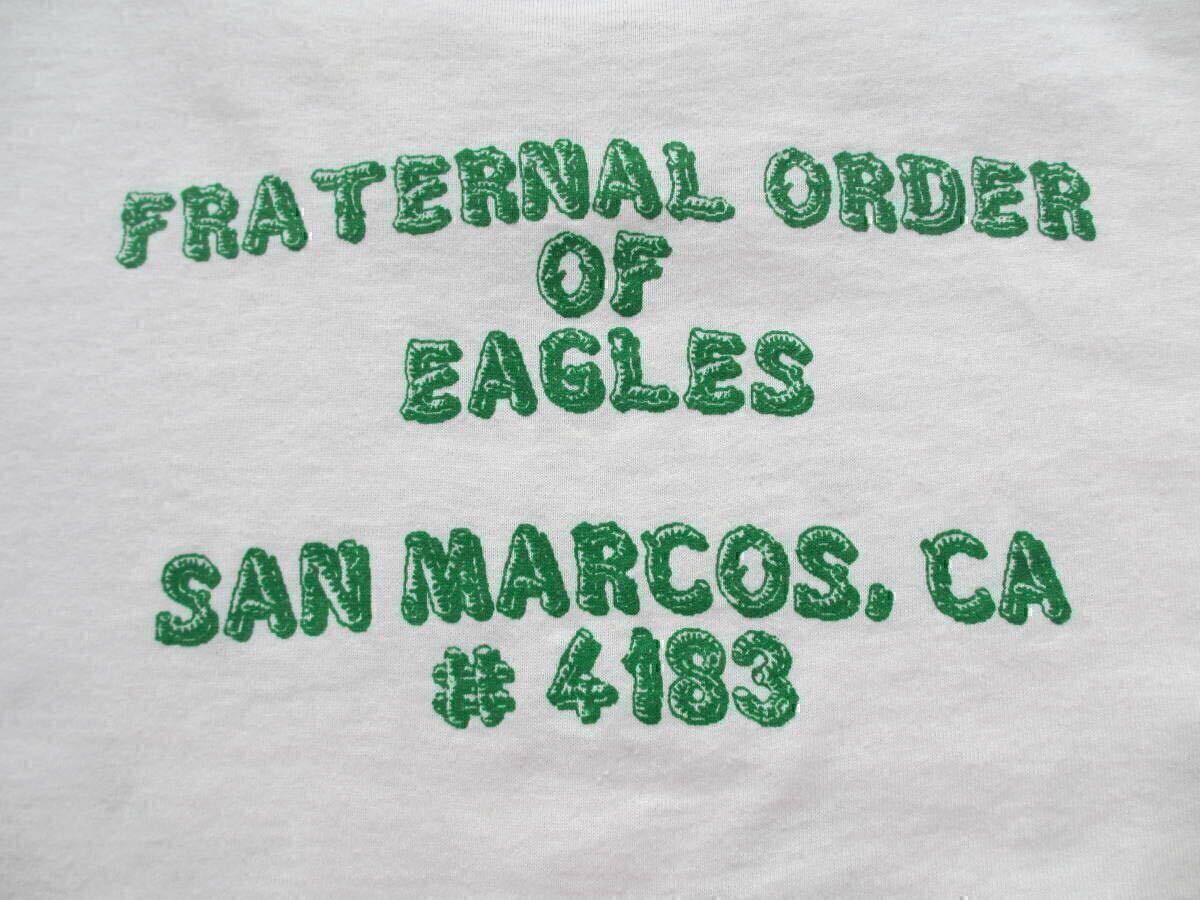 FRATERNAL ORDER
OF
EAGLES
SAN MARCOS, CA
# 4183